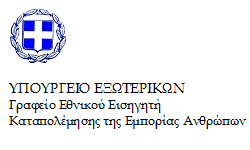 ΥΠΟΥΡΓΕΙΟ ΕΞΩΤΕΡΙΚΩΝ
Γραφείο Εθνικού Εισηγητή
Καταπολέμησης της Εμπορίας Ανθρώπων